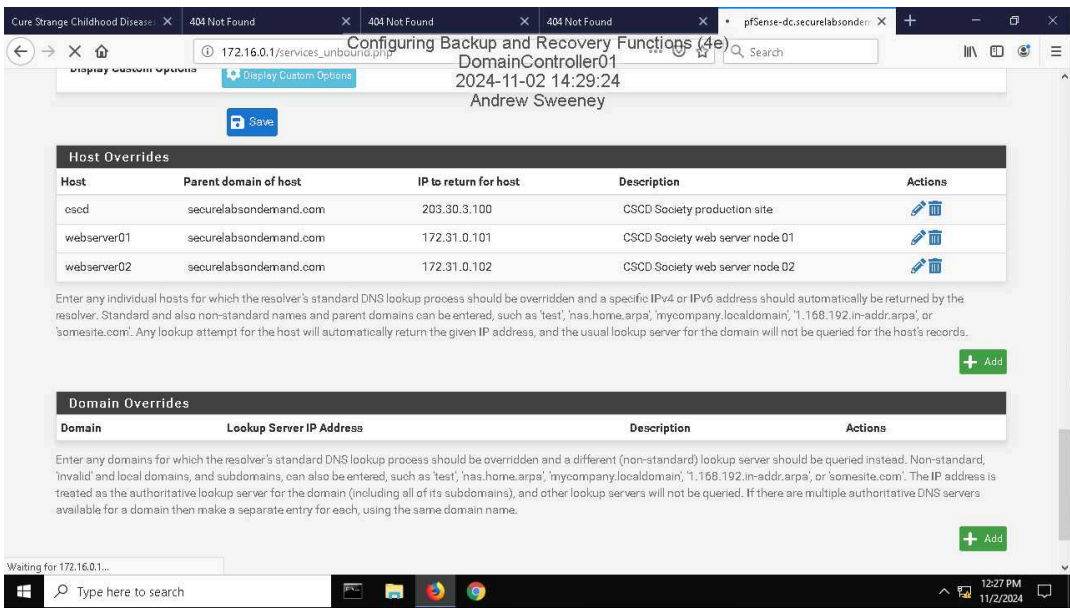 Cure Strange Childhood Diseases
404 Not Found
404 Not Found
404 Not Found
pfSense-dc.securelabsondem
172.16.0.1/services_unbound.php
Search
Configuring Backup and Recovery Functions (4e)
DomainController01
2024-11-02 14:29:24
Andrew Sweeney
Display Custom Options
Display Custom Options
Save
Host Overrides
Host Parent domain of host IP to return for host Description Actions
cscd securelabsondemand.com 203.30.3.100 CSCD Society production site
webserver01 securelabsondemand.com 172.31.0.101 CSCD Society web server node 01
webserver02 securelabsondemand.com 172.31.0.102 CSCD Society web server node 02
Enter any individual hosts for which the resolver's standard DNS lookup process should be overridden and a specific IPv4 or IPv6 address should automatically be returned by the
resolver. Standard and also non-standard names and parent domains can be entered, such as 'test', 'nas.home.arpa', 'mycompany.localdomain', '1.168.192.in-addr.arpa', or
'somesite.com'. Any lookup attempt for the host will automatically return the given IP address, and the usual lookup server for the domain will not be queried for the host's records.
Add
Domain Overrides
Domain Lookup Server IP Address Description Actions
Enter any domains for which the resolver's standard DNS lookup process should be overridden and a different (non-standard) lookup server should be queried instead. Non-standard,
'invalid' and local domains, and subdomains, can also be entered, such as 'test', 'nas.home.arpa', 'mycompany.localdomain', '1.168.192.in-addr.arpa', or 'somesite.com'. The IP address is
treated as the authoritative lookup server for the domain (including all of its subdomains), and other lookup servers will not be queried. If there are multiple authoritative DNS servers
available for a domain then make a separate entry for each, using the same domain name.
Add
Waiting for 172.16.0.1...
Type here to search
12:27 PM
11/2/2024